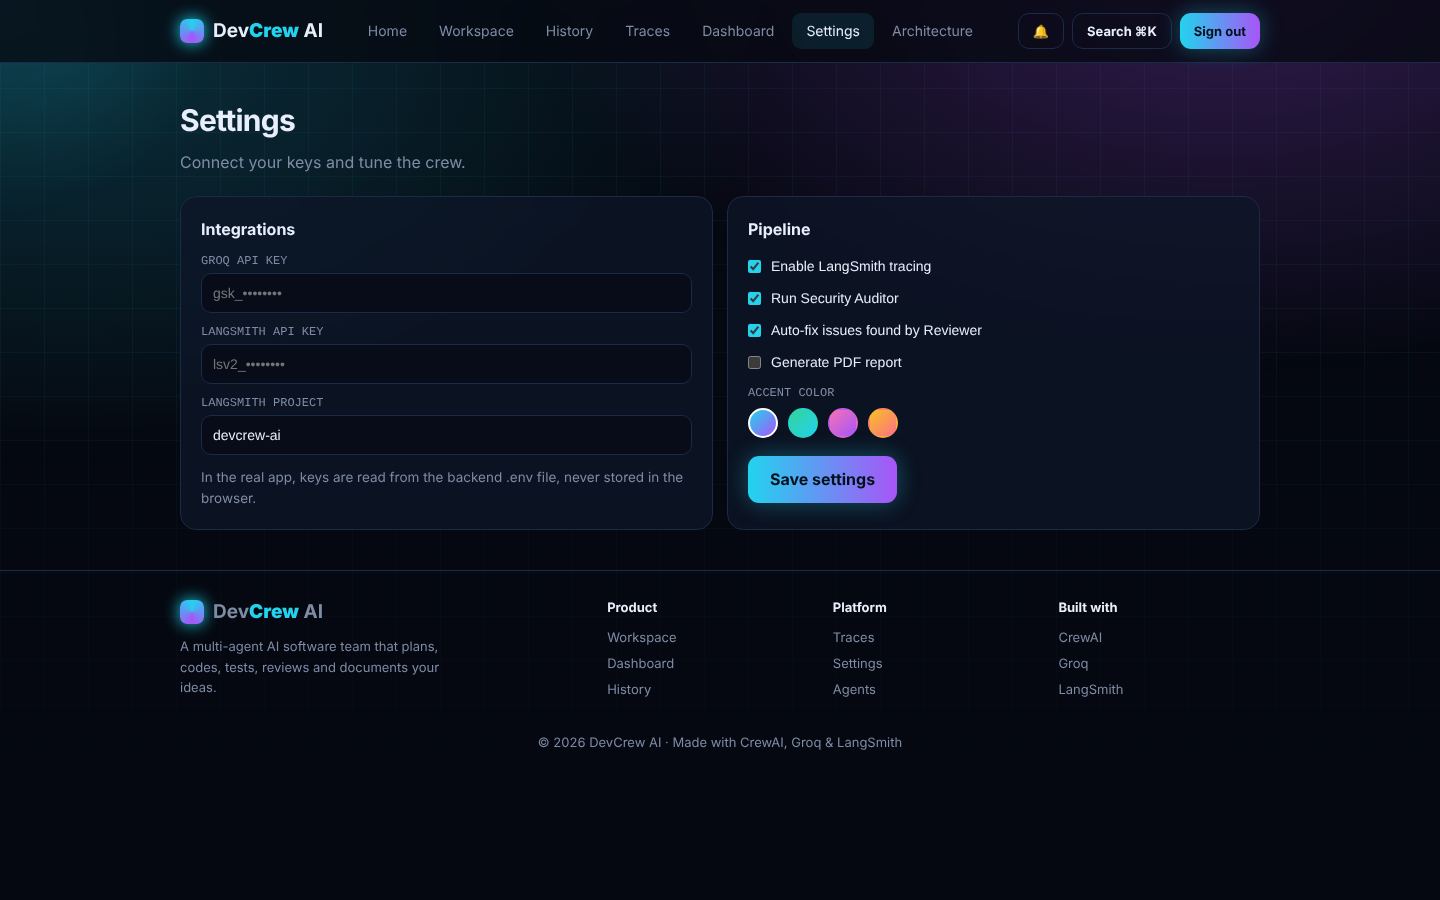 DevCrew AI
Home
Workspace
History
Traces
Dashboard
Settings
Architecture
🔔
Search ⌘K
Sign out
Settings
Connect your keys and tune the crew.
Integrations
GROQ API KEY
gsk_••••••••
LANGSMITH API KEY
lsv2_••••••••
LANGSMITH PROJECT
devcrew-ai
In the real app, keys are read from the backend .env file, never stored in the
browser.
Pipeline
Enable LangSmith tracing
Run Security Auditor
Auto-fix issues found by Reviewer
Generate PDF report
ACCENT COLOR
Save settings
DevCrew AI
A multi-agent AI software team that plans,
codes, tests, reviews and documents your
ideas.
Product
Workspace
Dashboard
History
Platform
Traces
Settings
Agents
Built with
CrewAI
Groq
LangSmith
© 2026 DevCrew AI · Made with CrewAI, Groq & LangSmith